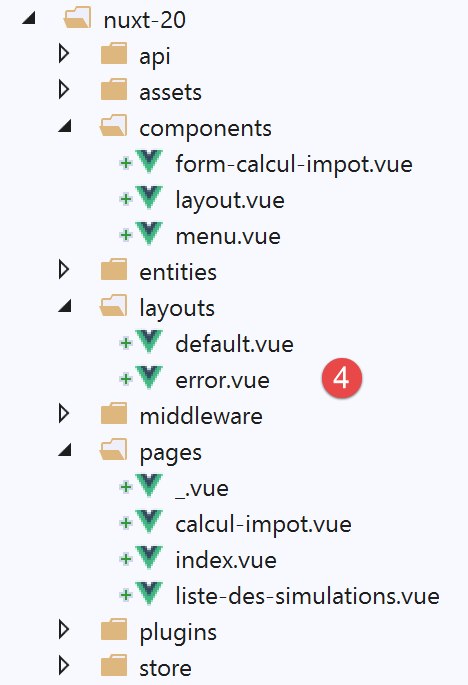 nuxt-20
api
assets
components
form-calcul-impot.vue
layout.vue
menu.vue
entities
layouts
default.vue
error.vue 4
middleware
pages
_.vue
calcul-impot.vue
index.vue
liste-des-simulations.vue
plugins
store